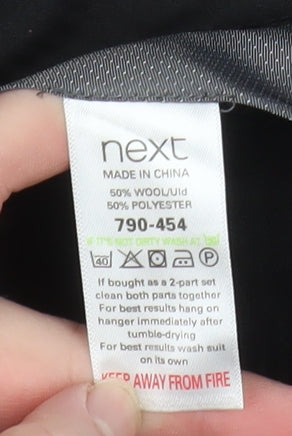 next
MADE IN CHINA
50% WOOL/Uld
50% POLYESTER
790-454
IF IT'S NOT DIRTY WASH AT 30
40 P
If bought as a 2-part set
clean both parts together
For best results hang on
hanger immediately after
tumble-drying
For best results wash suit
on its own
KEEP AWAY FROM FIRE